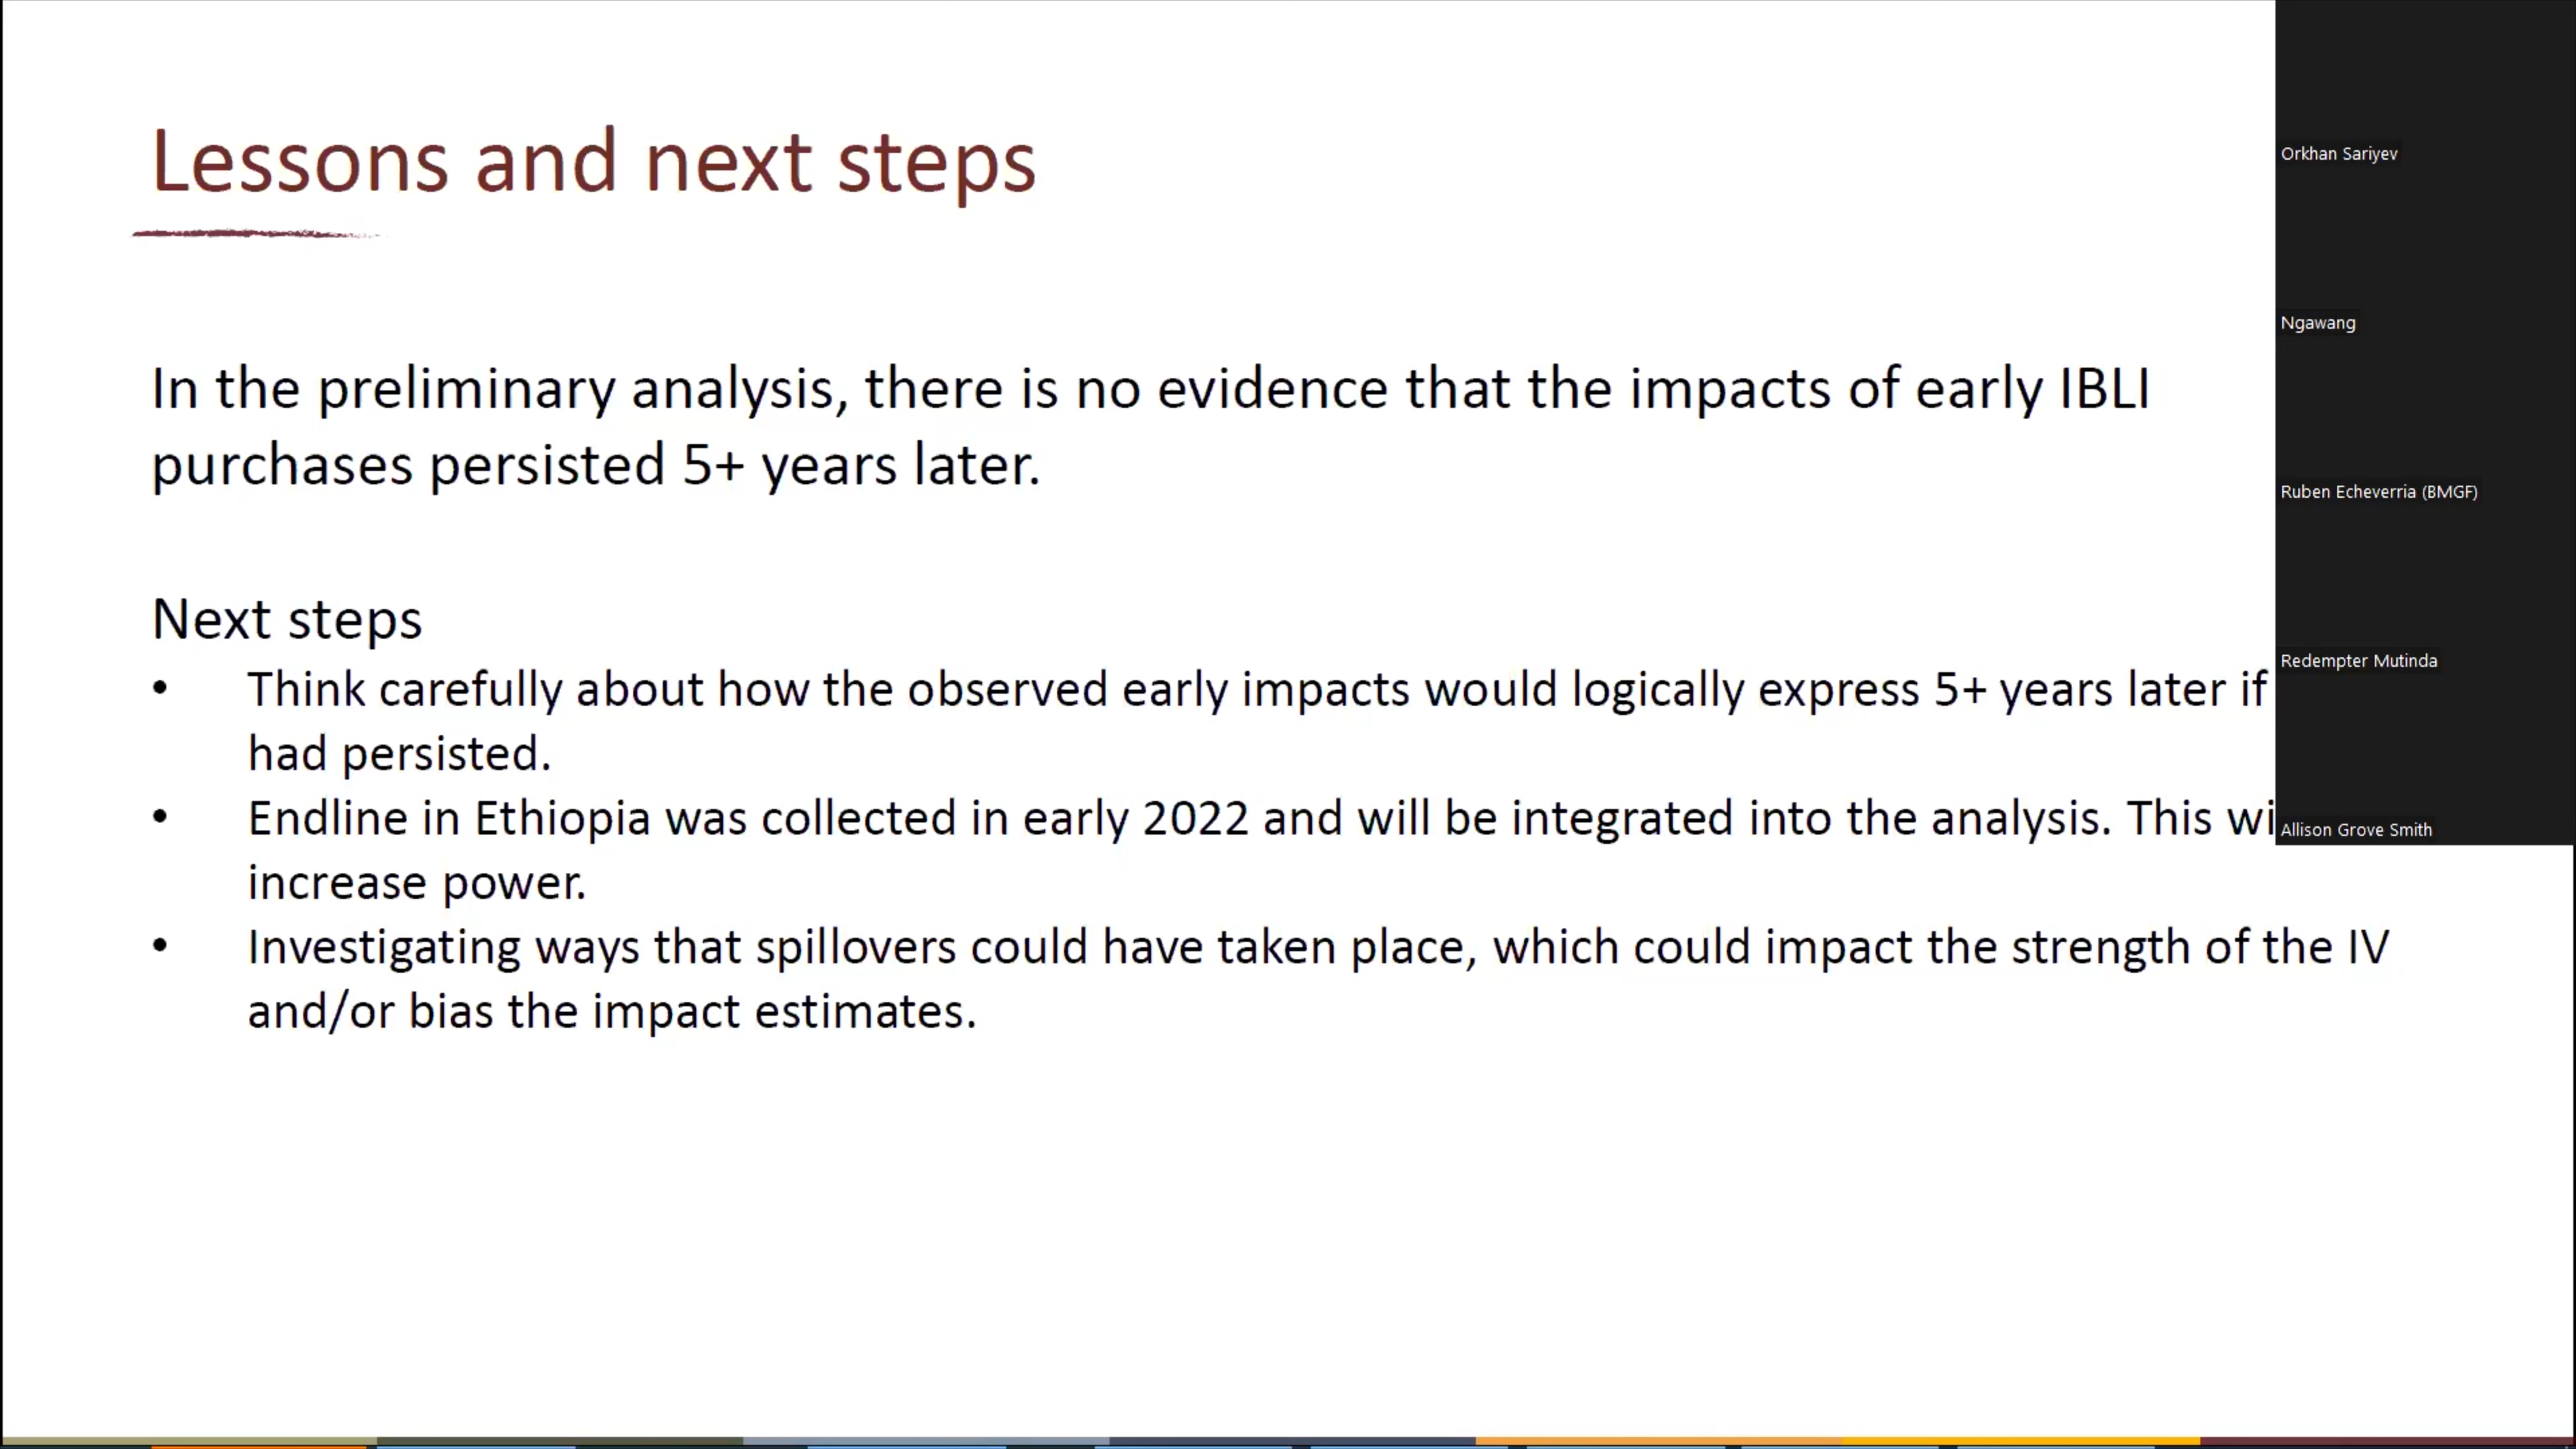 Lessons and next steps
In the preliminary analysis, there is no evidence that the impacts of early IBLI
purchases persisted 5+ years later.
Next steps
• Think carefully about how the observed early impacts would logically express 5+ years later if
had persisted.
• Endline in Ethiopia was collected in early 2022 and will be integrated into the analysis. This
increase power.
• Investigating ways that spillovers could have taken place, which could impact the strength of the IV
and/or bias the impact estimates.
Orkhan Sariyev
Ngawang
Ruben Echeverria (BMGF)
Redempter Mutinda
Allison Grove Smith